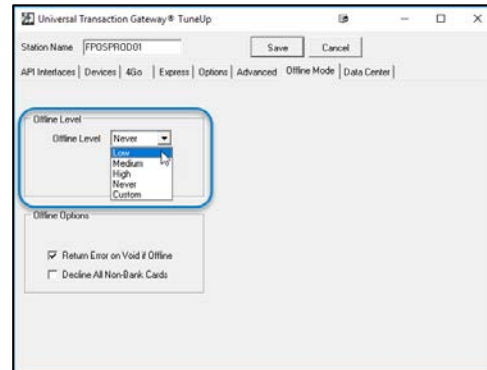 Universal Transaction Gateway® TuneUp
Station Name FPOSPROD01 Save Cancel
API Interfaces Devices 4Go Express Options Advanced Offline Mode Data Center
Offline Level
Offline Level Never
Low
Medium
High
Never
Custom
Offline Options
Return Error on Void if Offline
Decline All Non-Bank Cards